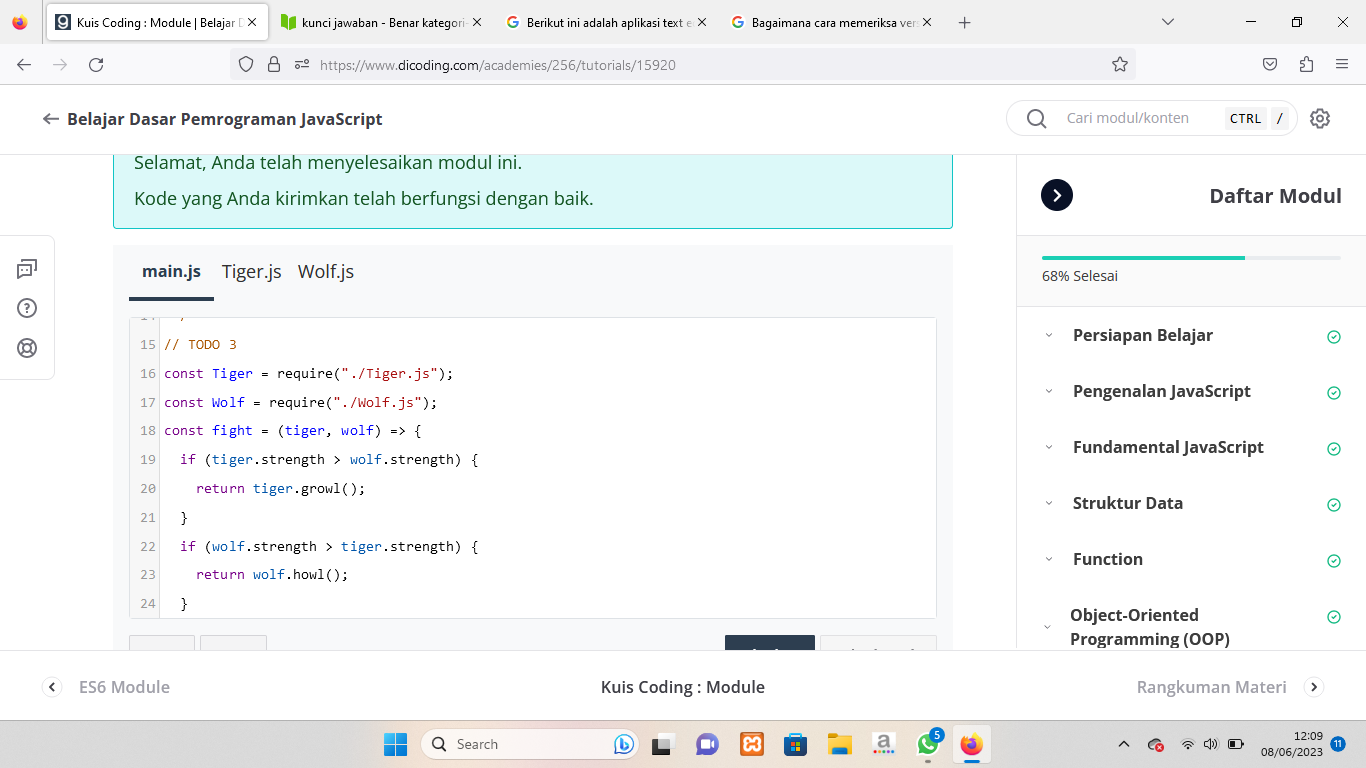 Kuis Coding : Module | Belajar D
kunci jawaban - Benar kategori-
Berikut ini adalah aplikasi text e
Bagaimana cara memeriksa vers
https://www.dicoding.com/academies/256/tutorials/15920
Belajar Dasar Pemrograman JavaScript
Cari modul/konten
CTRL /
Selamat, Anda telah menyelesaikan modul ini.
Kode yang Anda kirimkan telah berfungsi dengan baik.
main.js Tiger.js Wolf.js
15 // TODO 3
16 const Tiger = require("./Tiger.js");
17 const Wolf = require("./Wolf.js");
18 const fight = (tiger, wolf) => {
19 if (tiger.strength > wolf.strength) {
20 return tiger.growl();
21 }
22 if (wolf.strength > tiger.strength) {
23 return wolf.howl();
24 }
Daftar Modul
68% Selesai
Persiapan Belajar
Pengenalan JavaScript
Fundamental JavaScript
Struktur Data
Function
Object-Oriented
Programming (OOP)
ES6 Module
Kuis Coding : Module
Rangkuman Materi
Search
5
12:09
08/06/2023
11